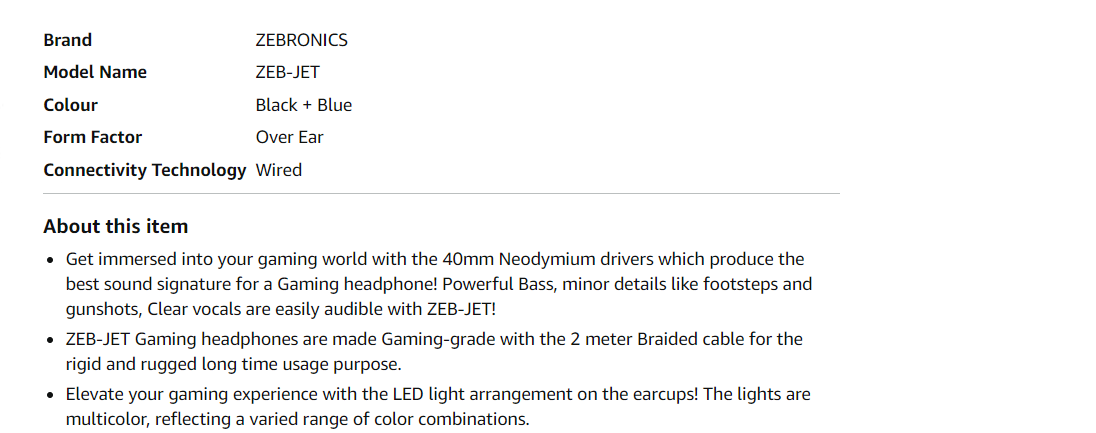 Brand ZEBRONICS
Model Name ZEB-JET
Colour Black + Blue
Form Factor Over Ear
Connectivity Technology Wired
About this item
• Get immersed into your gaming world with the 40mm Neodymium drivers which produce the
best sound signature for a Gaming headphone! Powerful Bass, minor details like footsteps and
gunshots, Clear vocals are easily audible with ZEB-JET!
• ZEB-JET Gaming headphones are made Gaming-grade with the 2 meter Braided cable for the
rigid and rugged long time usage purpose.
• Elevate your gaming experience with the LED light arrangement on the earcups! The lights are
multicolor, reflecting a varied range of color combinations.